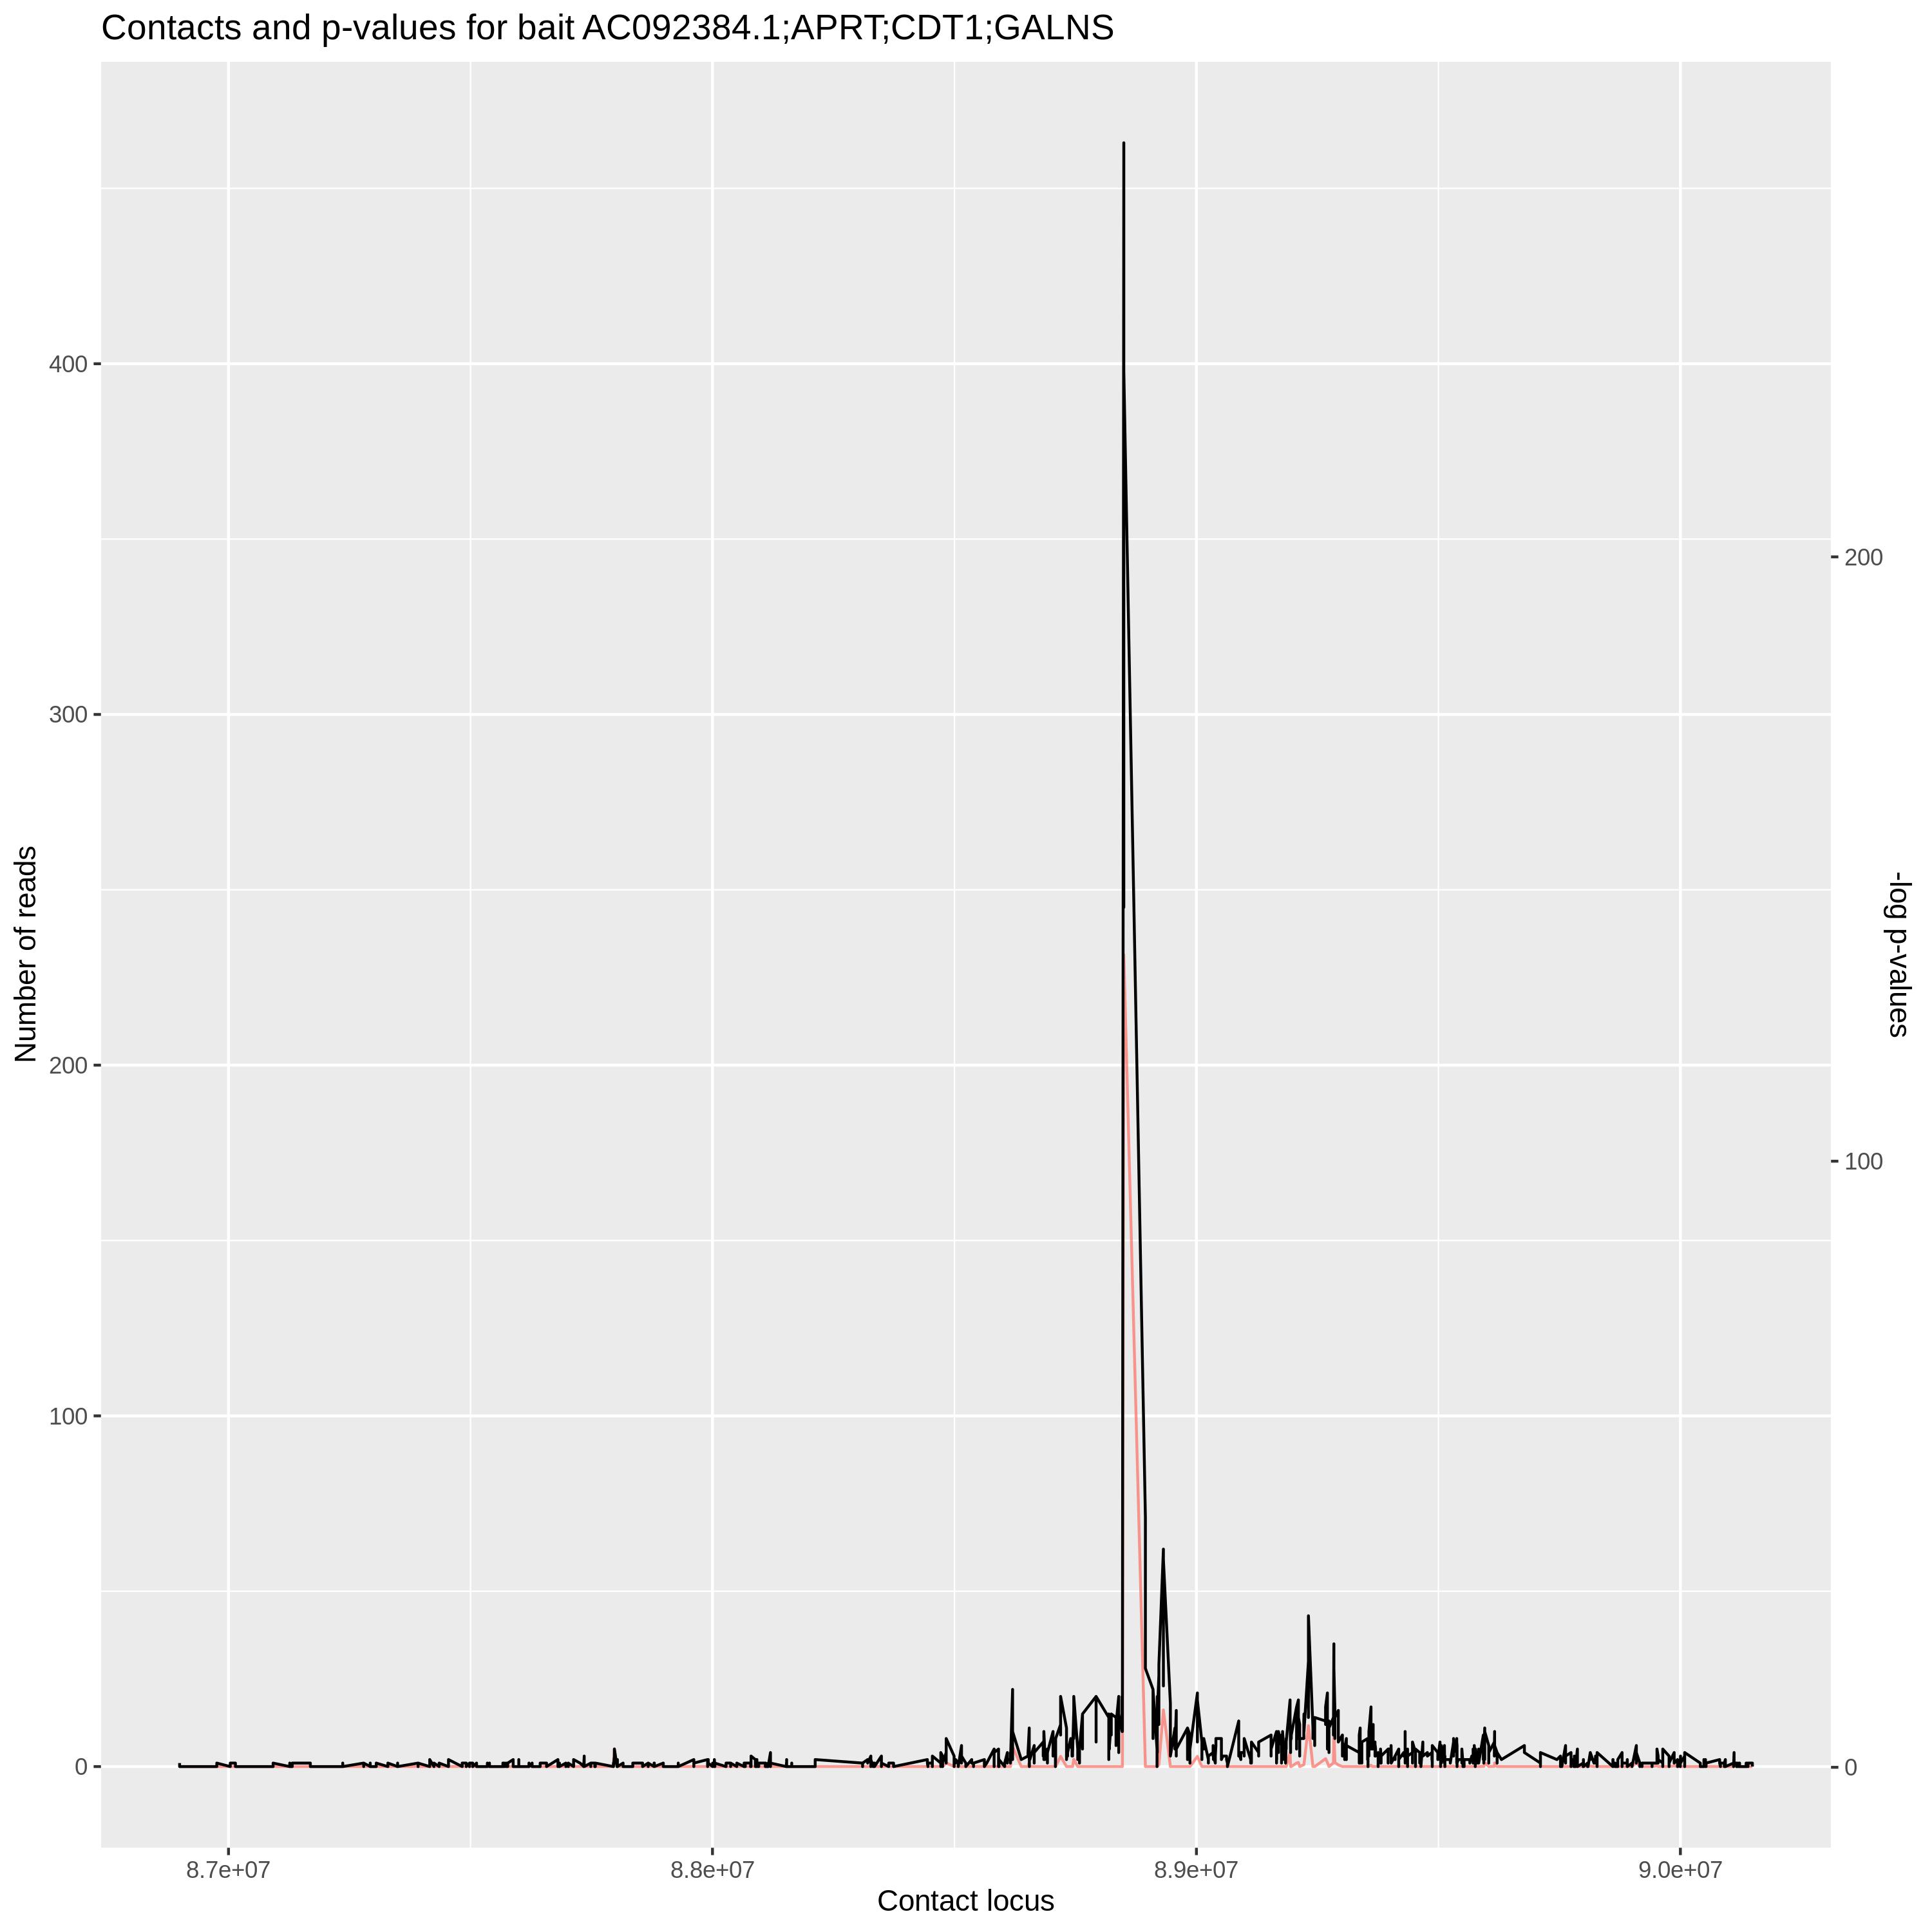 Contacts and p-values for bait AC092384.1;APRT;CDT1;GALNS
400
300
200
100
0
Number of reads
200
100
0
-log p-values
8.7e+07
8.8e+07
8.9e+07
9.0e+07
Contact locus